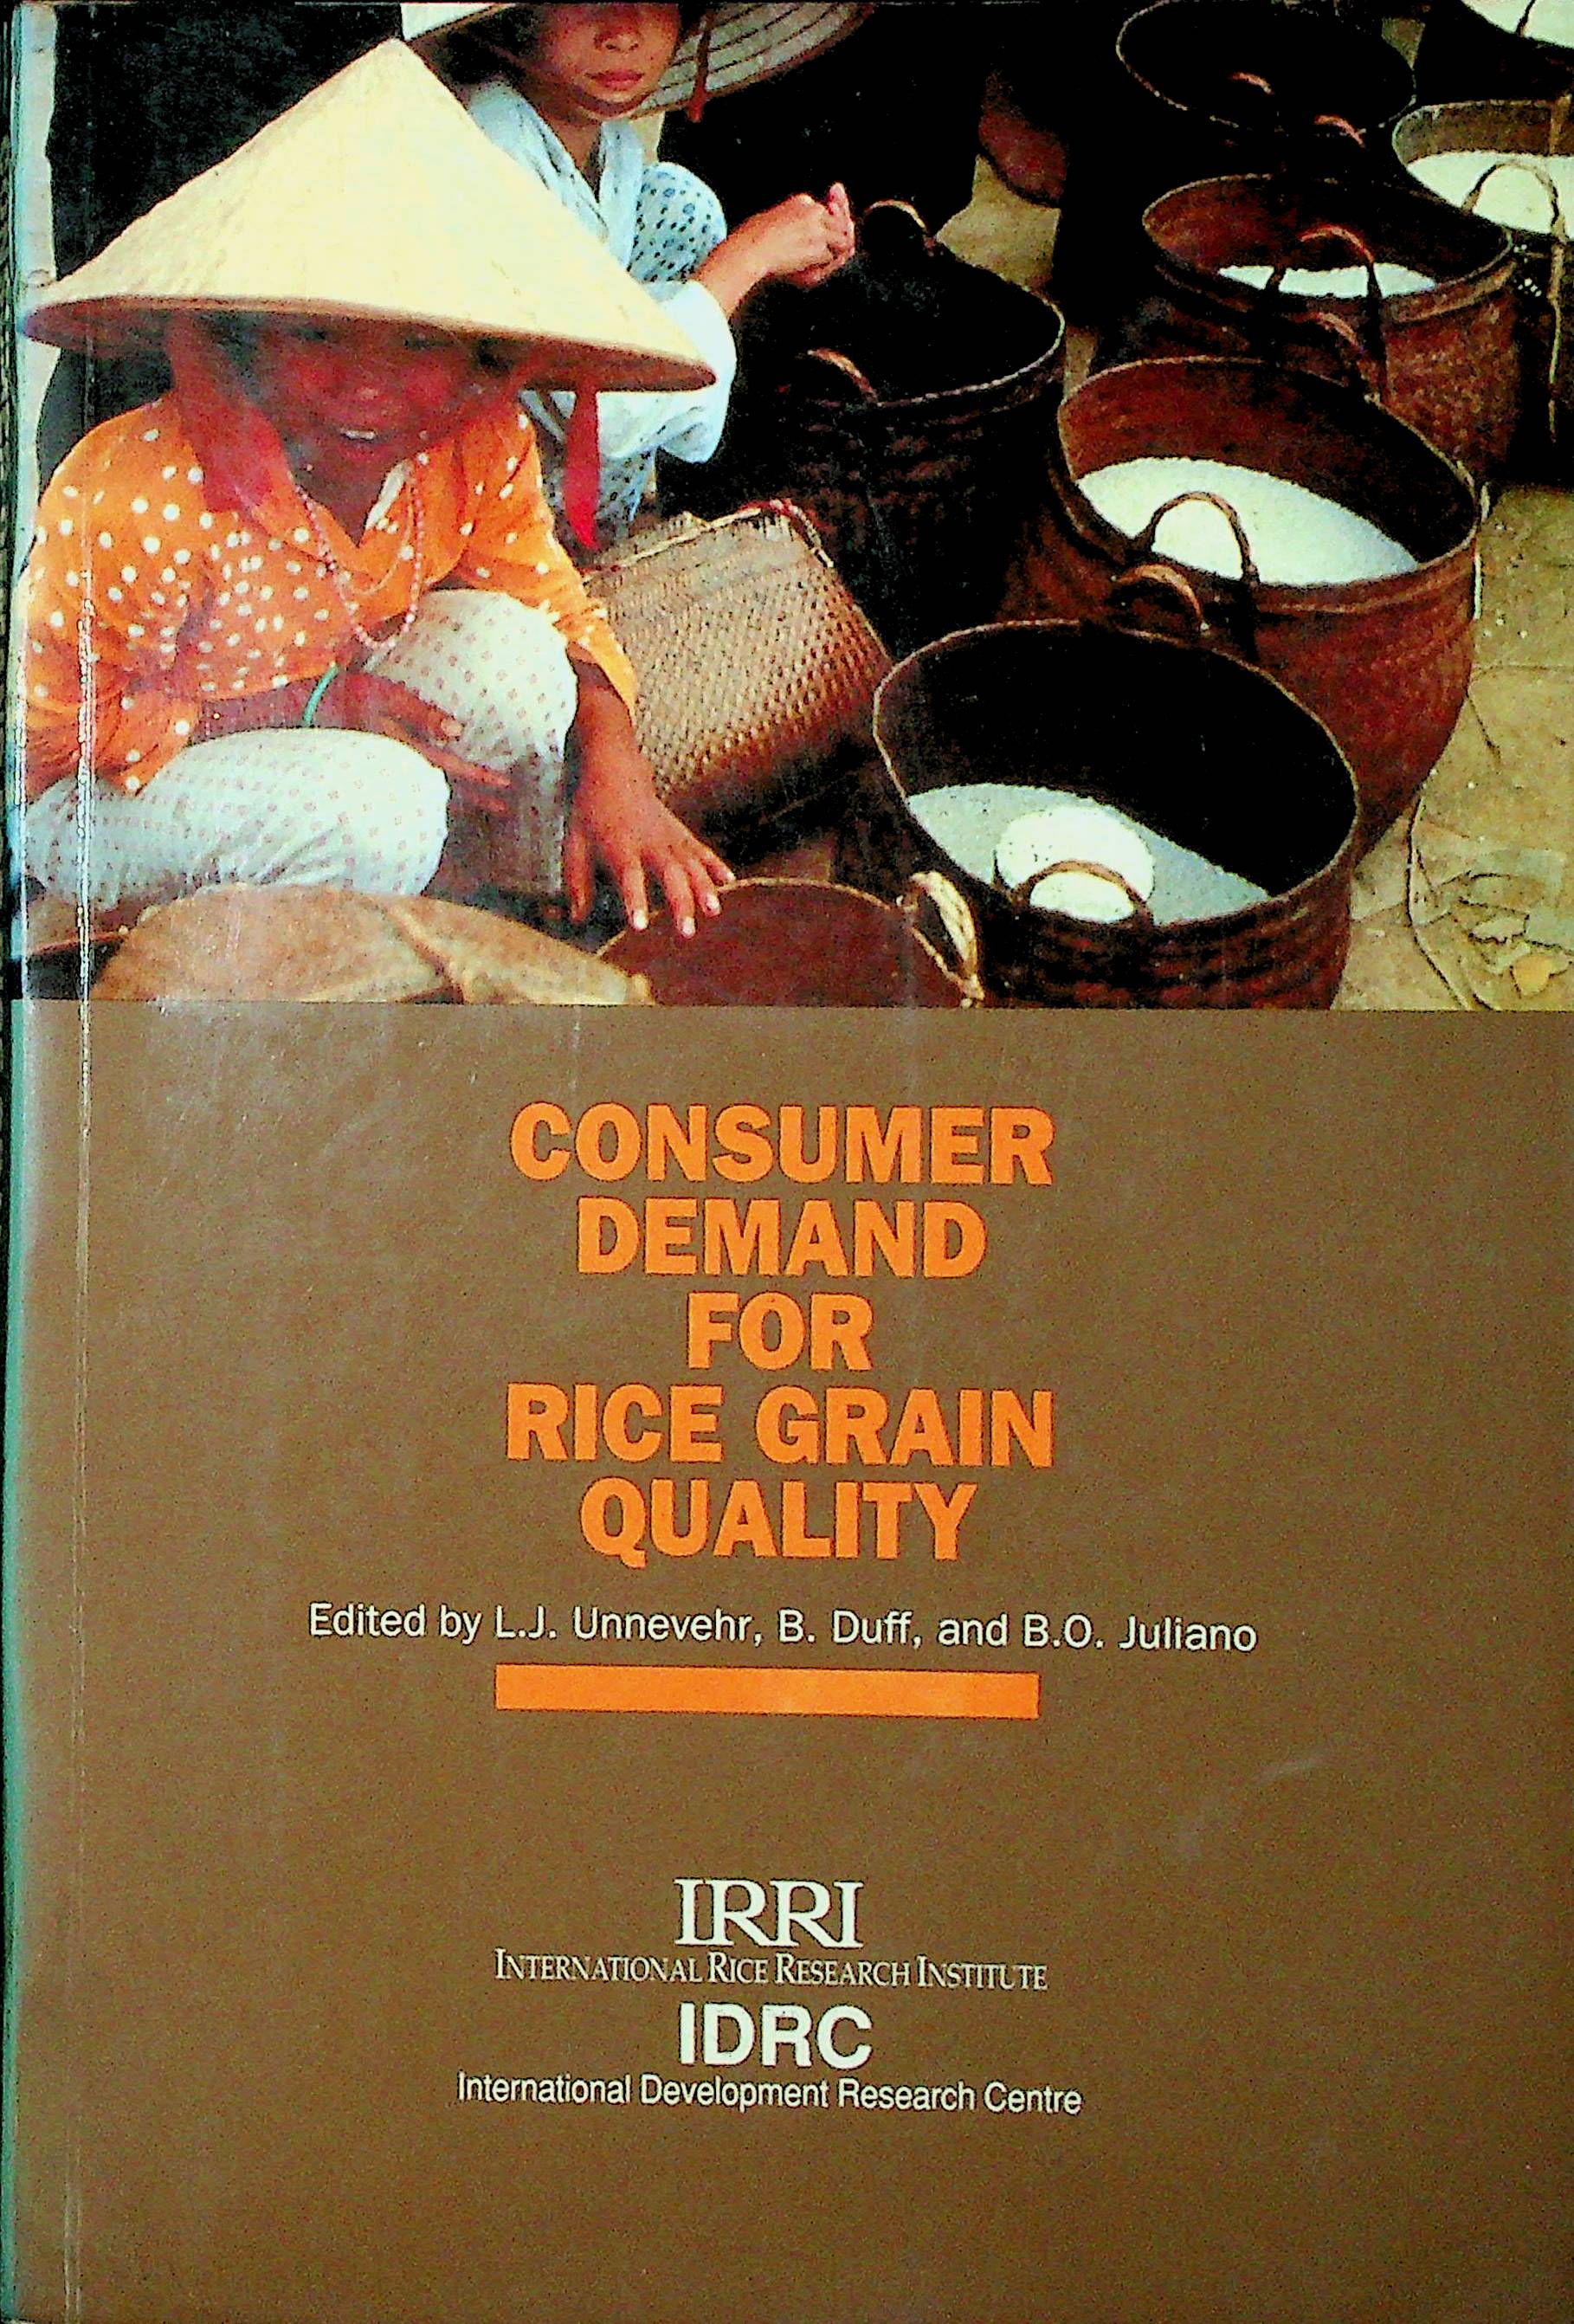 CONSUMER
DEMAND
FOR
RICE GRAIN
QUALITY
Edited by L.J. Unnevehr, B. Duff, and B.O. Juliano
IRRI
INTERNATIONAL RICE RESEARCH INSTITUTE
IDRC
International Development Research Centre